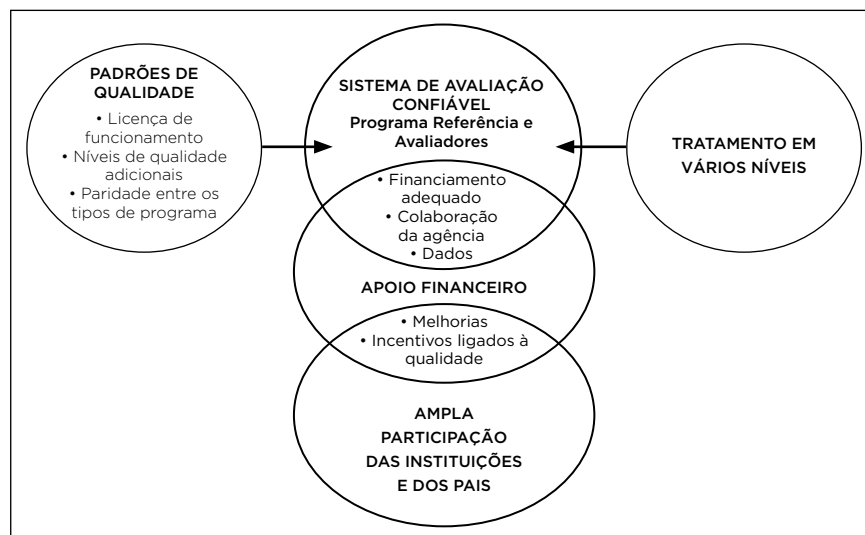 PADRÕES DE
QUALIDADE
• Licença de
funcionamento
• Níveis de qualidade
adicionais
• Paridade entre os
tipos de programa
SISTEMA DE AVALIAÇÃO
CONFIÁVEL
Programa Referência e
Avaliadores
• Financiamento
adequado
• Colaboração
da agência
• Dados
TRATAMENTO EM
VÁRIOS NÍVEIS
APOIO FINANCEIRO
• Melhorias
• Incentivos ligados à
qualidade
AMPLA
PARTICIPAÇÃO
DAS INSTITUIÇÕES
E DOS PAIS